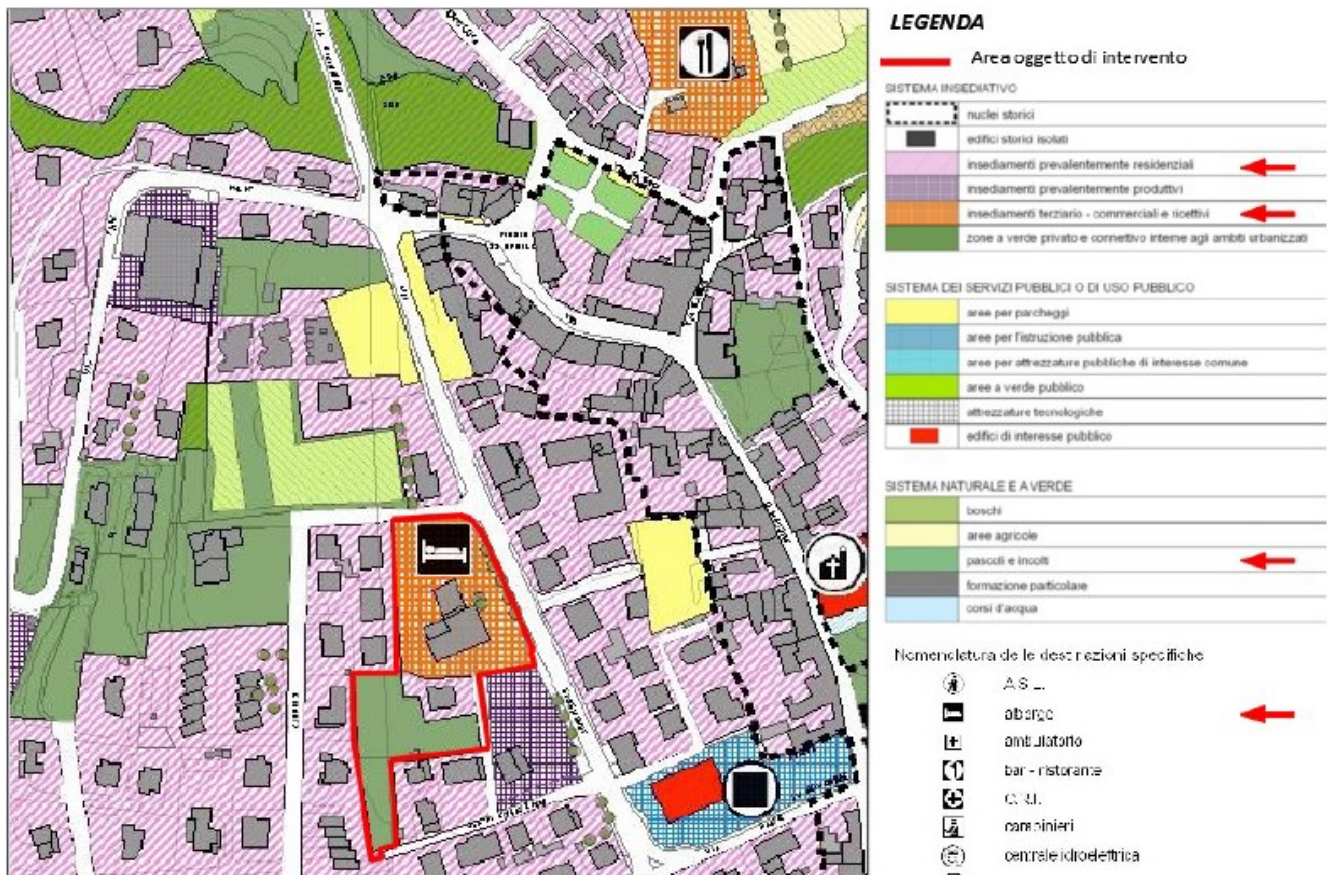 LEGENDA
Area oggetto di intervento
SISTEMA INSEDIATIVO
nuclei storici
edifici storici isolati
insediamenti prevalentemente residenziali
insediamenti prevalentemente produttivi
insediamenti terziario - commerciali e ricettivi
zone a verde privato e connettivo interne agli ambiti urbanizzati
SISTEMA DEI SERVIZI PUBBLICI O DI USO PUBBLICO
aree per parcheggi
aree per l'istruzione pubblica
aree per attrezzature pubbliche di interesse comune
aree a verde pubblico
attrezzature tecnologiche
edifici di interesse pubblico
SISTEMA NATURALE E A VERDE
boschi
aree agricole
pascoli e incolti
formazione particolare
corsi d'acqua
Nomenclatura delle destinazioni specifiche
A.S.L.
albergo
ambulatorio
bar - ristorante
carabinieri
centrale idroelettrica